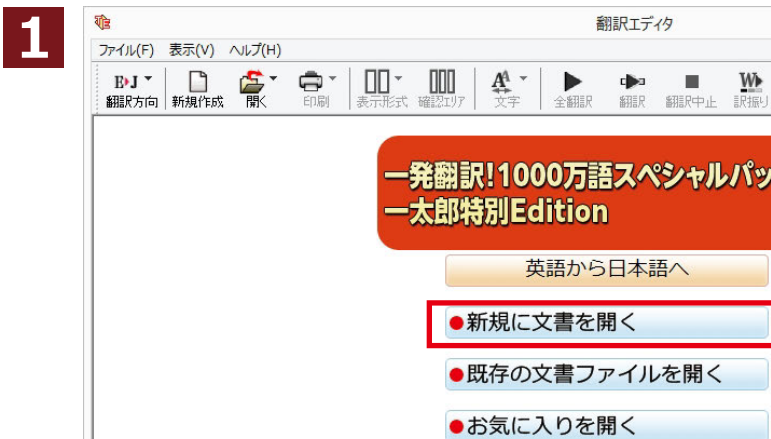 1
翻訳エディタ
ファイル(F) 表示(V) ヘルプ(H)
E▸J
翻訳方向 新規作成 開く 印刷 表示形式 確認エリア 文字 全翻訳 翻訳 翻訳中止 訳振り
一発翻訳!1000万語スペシャルパッ
一太郎特別Edition
英語から日本語へ
●新規に文書を開く
●既存の文書ファイルを開く
●お気に入りを開く